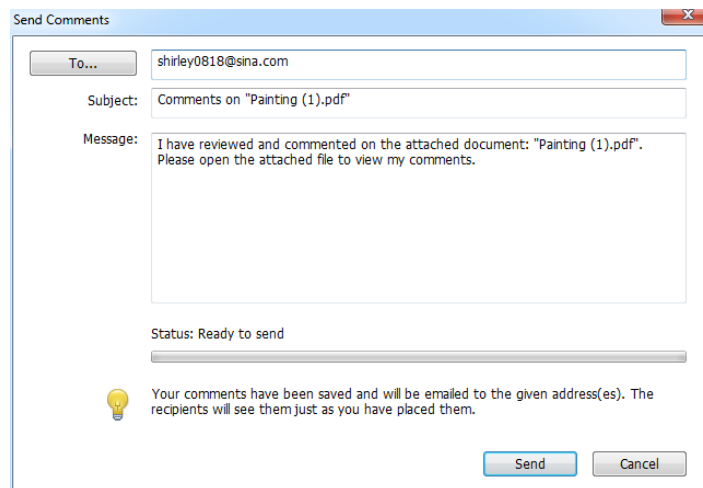 Send Comments
To...
shirley0818@sina.com
Subject:
Comments on "Painting (1).pdf"
Message:
I have reviewed and commented on the attached document: "Painting (1).pdf".
Please open the attached file to view my comments.
Status: Ready to send
Your comments have been saved and will be emailed to the given address(es). The
recipients will see them just as you have placed them.
Send
Cancel